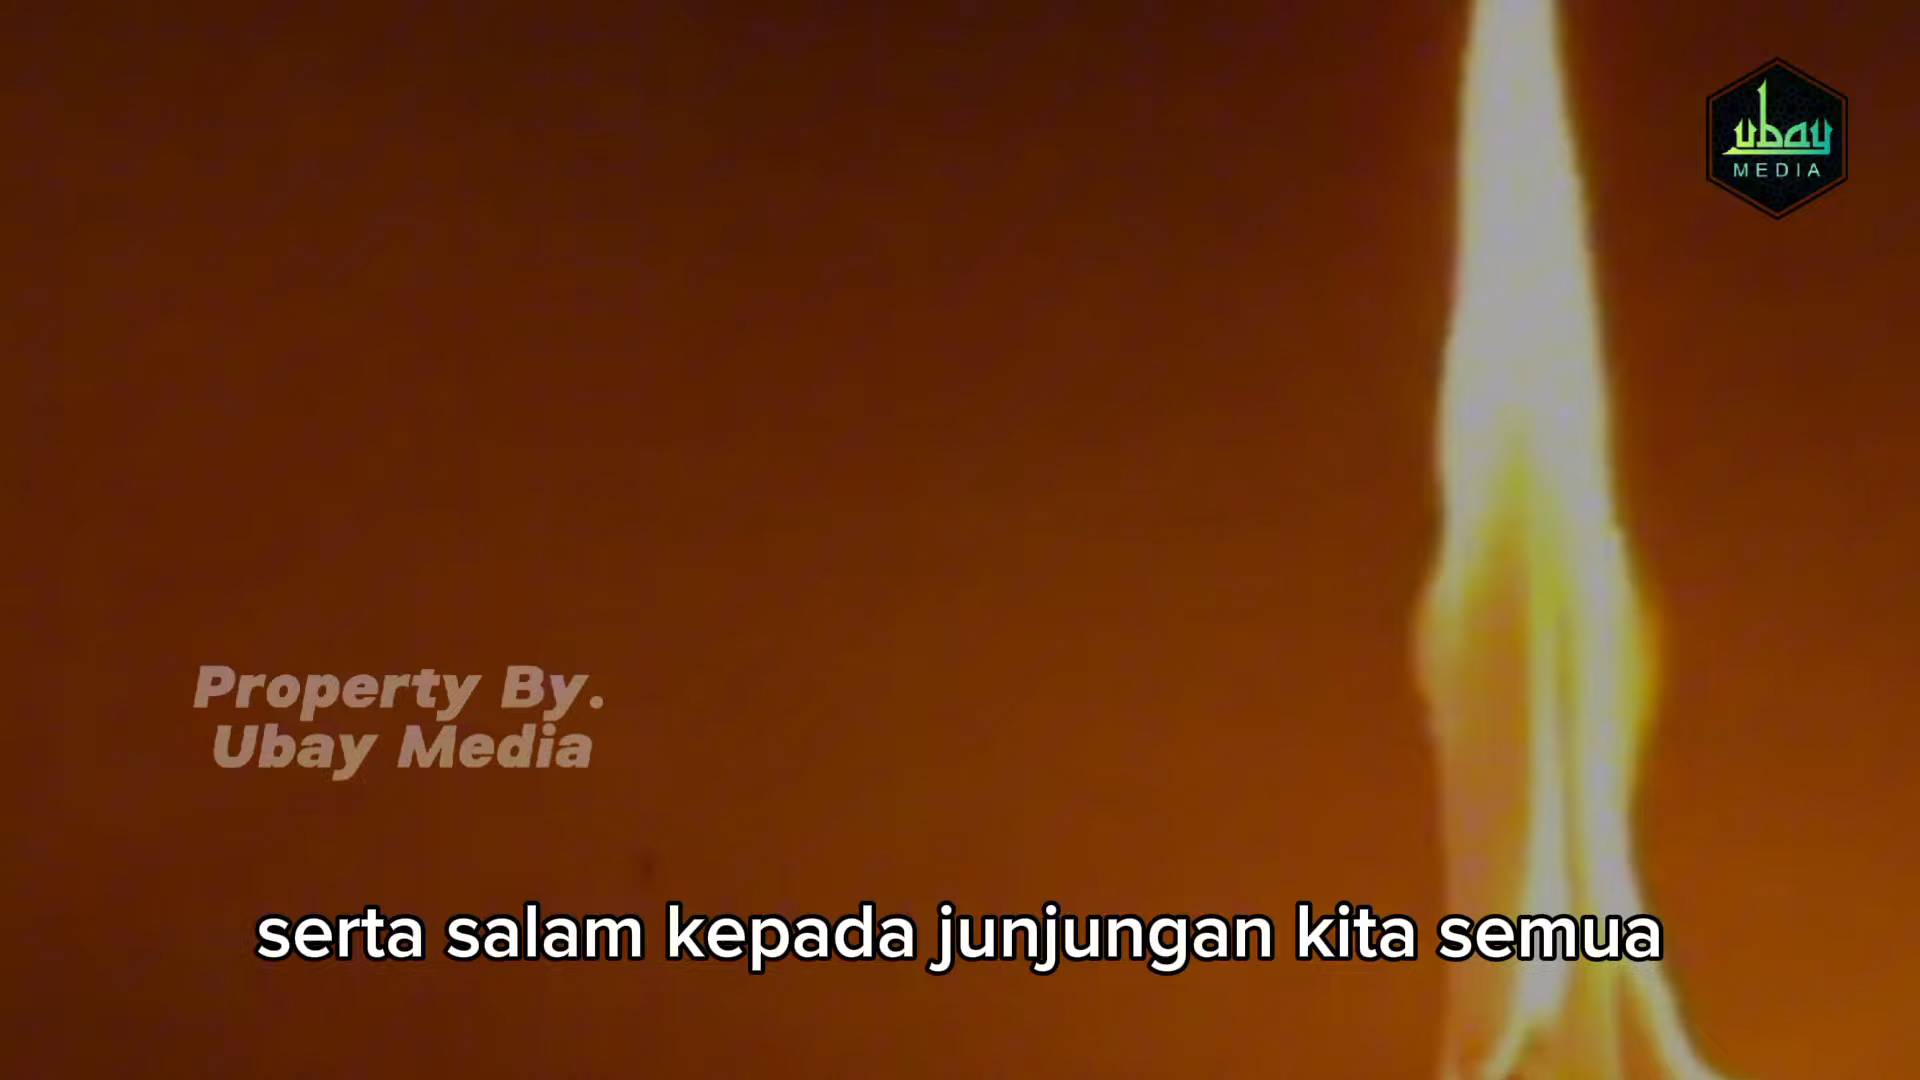 ubay
MEDIA
Property By.
Ubay Media
serta salam kepada junjungan kita semua